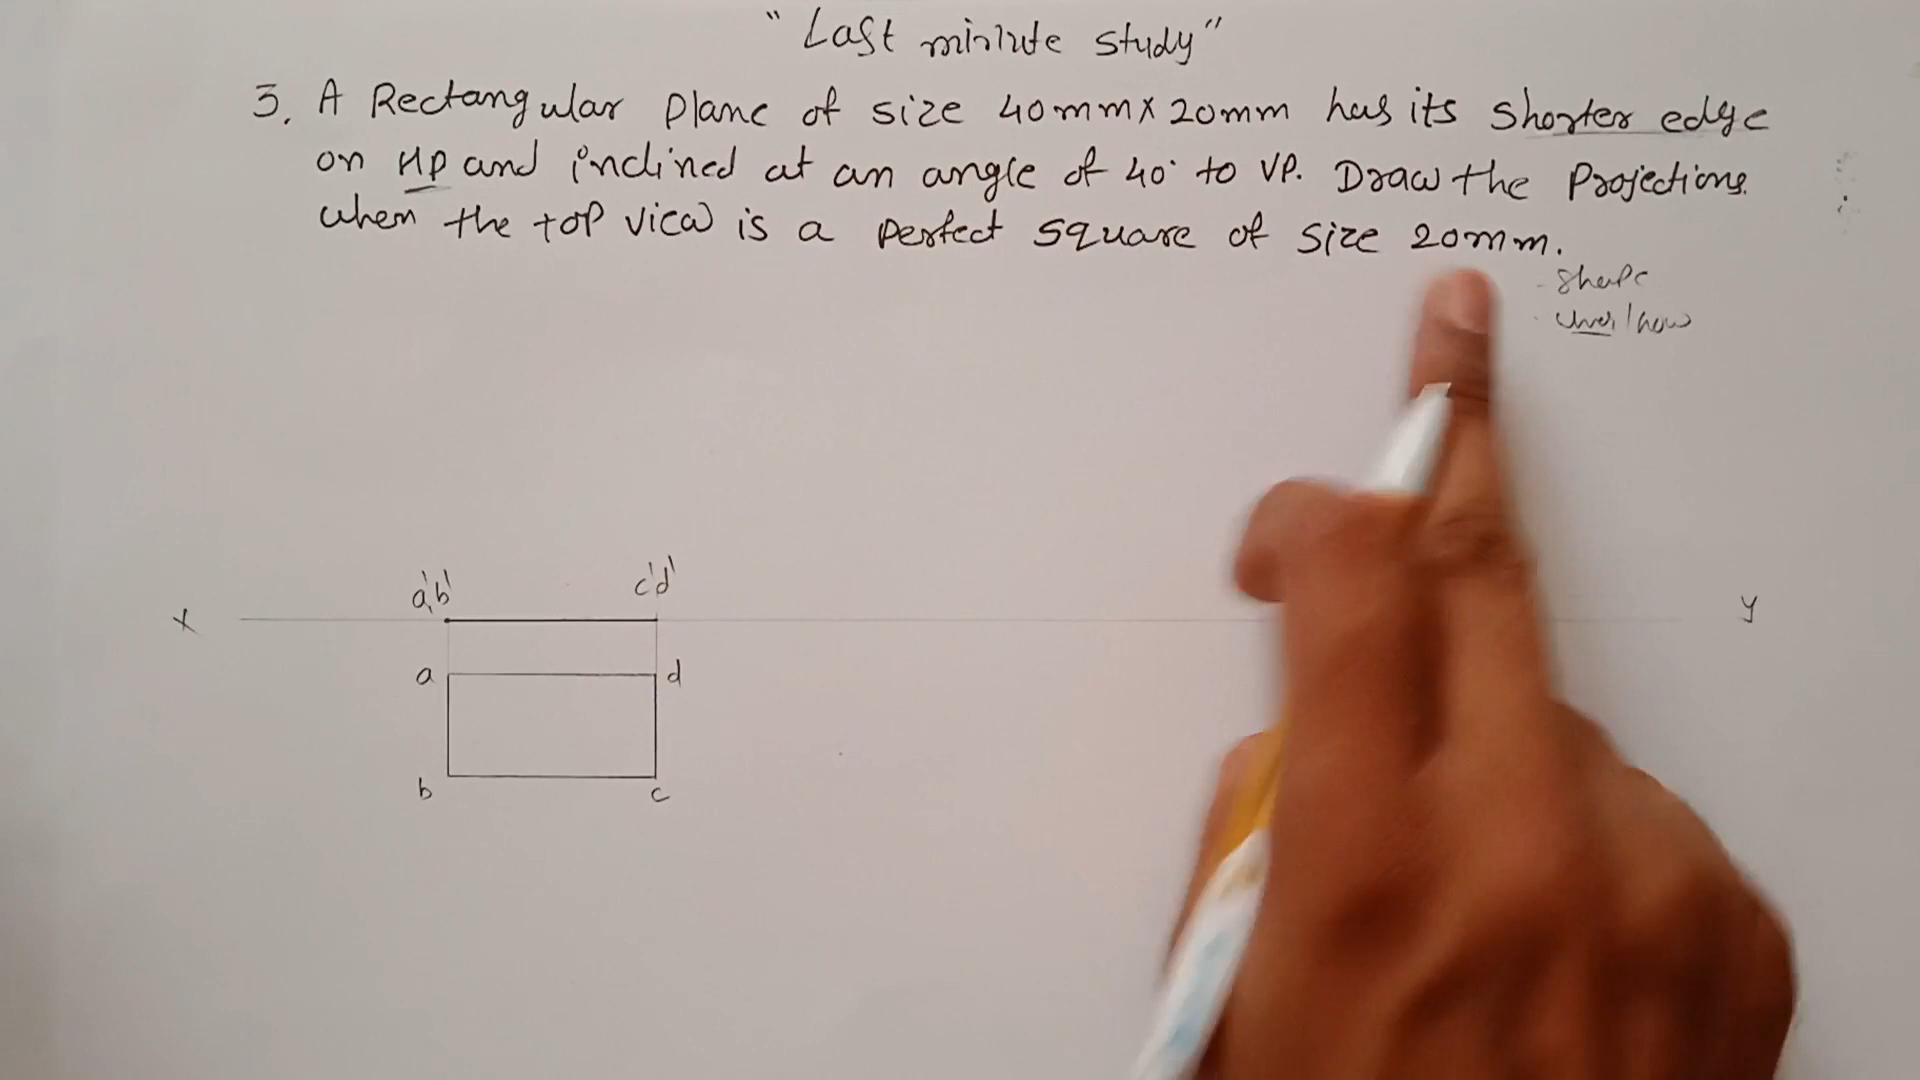 "Last minute study"
3. A Rectangular plane of size 40mm x 20mm has its shorter edge
on HP and inclined at an angle of 40° to VP. Draw the Projections.
when the top view is a perfect square of size 20mm.
- shape
/how
a'b' c'd'
x y
a d
b c